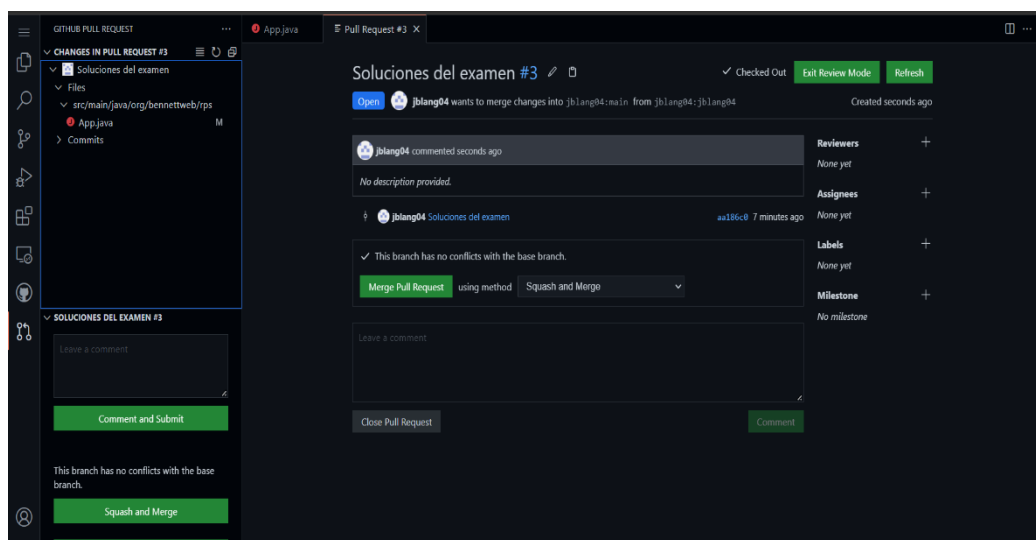 GITHUB PULL REQUEST ···
CHANGES IN PULL REQUEST #3
Soluciones del examen
Files
src/main/java/org/bennettweb/rps
App.java M
Commits
SOLUCIONES DEL EXAMEN #3
Leave a comment
Comment and Submit
This branch has no conflicts with the base
branch.
Squash and Merge
App.java
Pull Request #3
Soluciones del examen #3
Checked Out
Exit Review Mode
Refresh
Open jblang04 wants to merge changes into jblang04:main from jblang04:jblang04
Created seconds ago
jblang04 commented seconds ago
No description provided.
jblang04 Soluciones del examen aa186c0 7 minutes ago
This branch has no conflicts with the base branch.
Merge Pull Request using method Squash and Merge
Leave a comment
Close Pull Request
Comment
Reviewers
None yet
Assignees
None yet
Labels
None yet
Milestone
No milestone